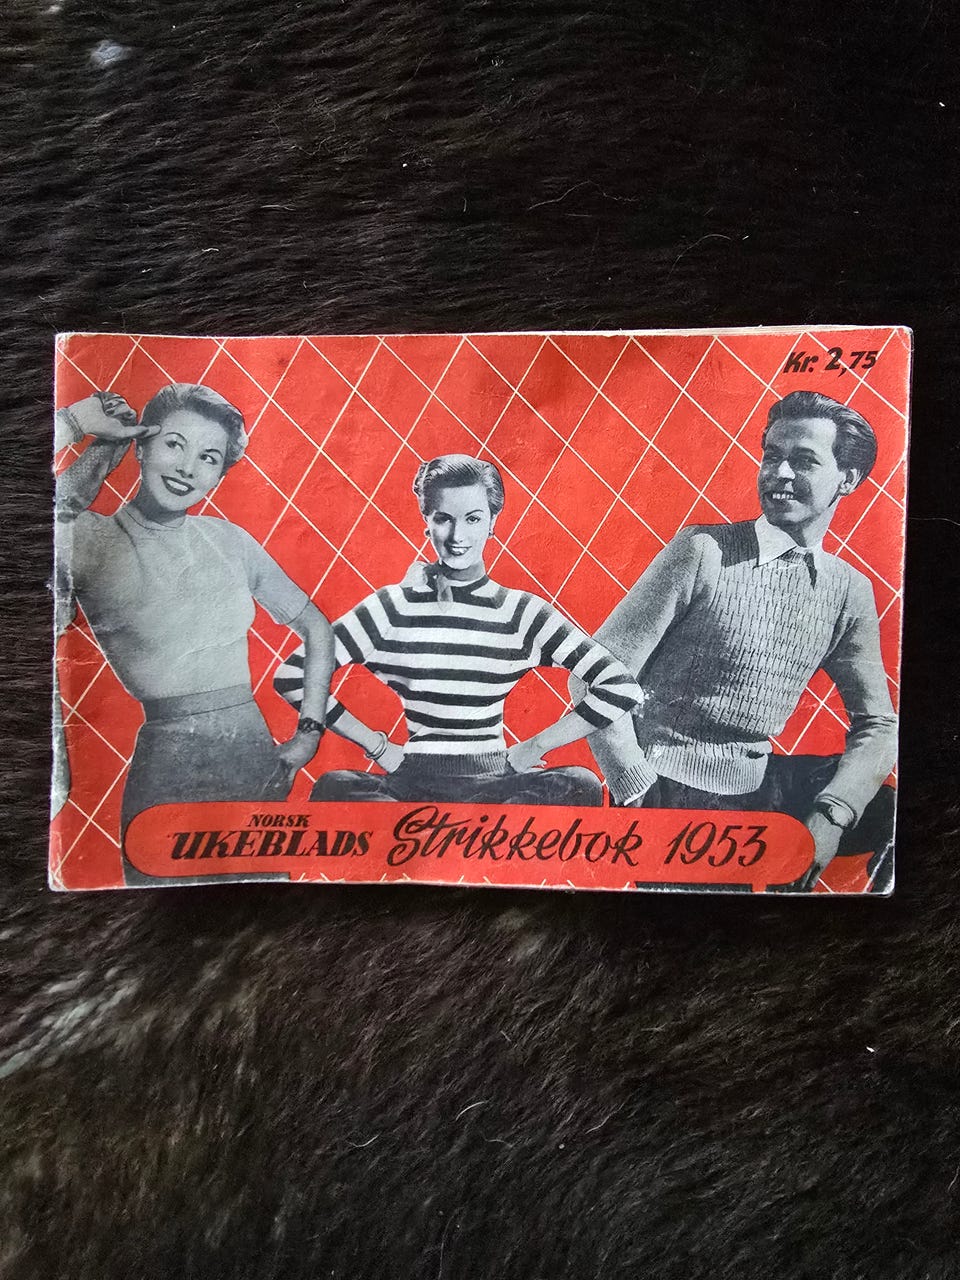 Kr. 2,75
NORSK
UKEBLADS Strikkebok 1953